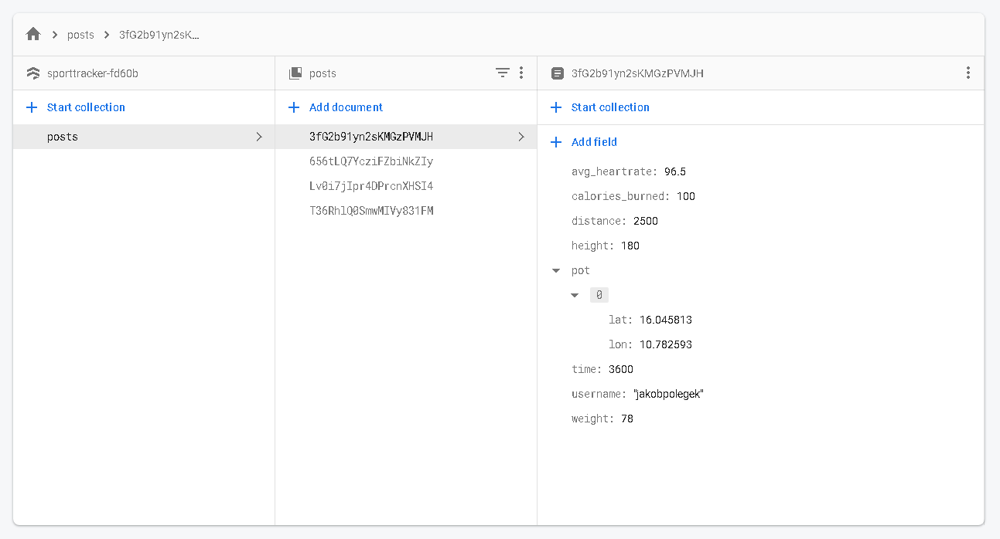 posts
3fG2b91yn2sK...
sporttracker-fd60b
Start collection
posts
posts
Add document
3fG2b91yn2sKMGzPVMJH
656tLQ7YcziFZbiNkZIy
Lv0i7jIpr4DPrcnXHSI4
T36RhlQ0SmwMIVy831FM
3fG2b91yn2sKMGzPVMJH
Start collection
Add field
avg_heartrate: 96.5
calories_burned: 100
distance: 2500
height: 180
pot
0
lat: 16.045813
lon: 10.782593
time: 3600
username: "jakobpolegek"
weight: 78